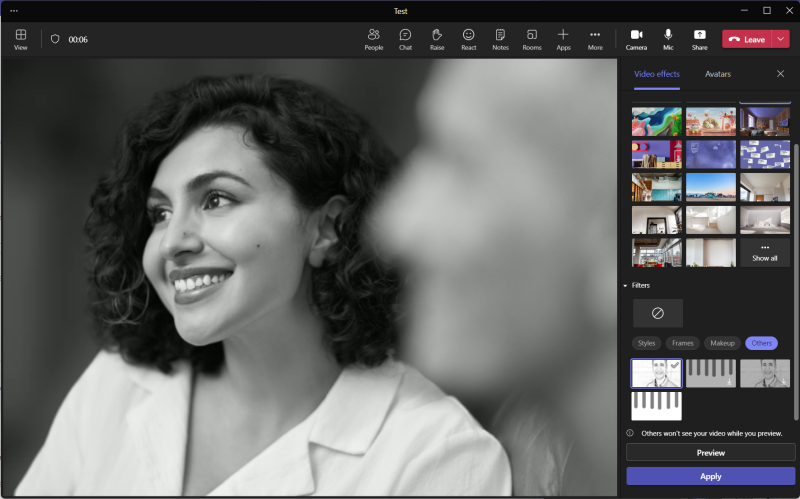 Test
View
00:06
People
Chat
Raise
React
Notes
Rooms
Apps
More
Camera
Mic
Share
Leave
Video effects
Avatars
Show all
Filters
Styles
Frames
Makeup
Others
Others won't see your video while you preview.
Preview
Apply